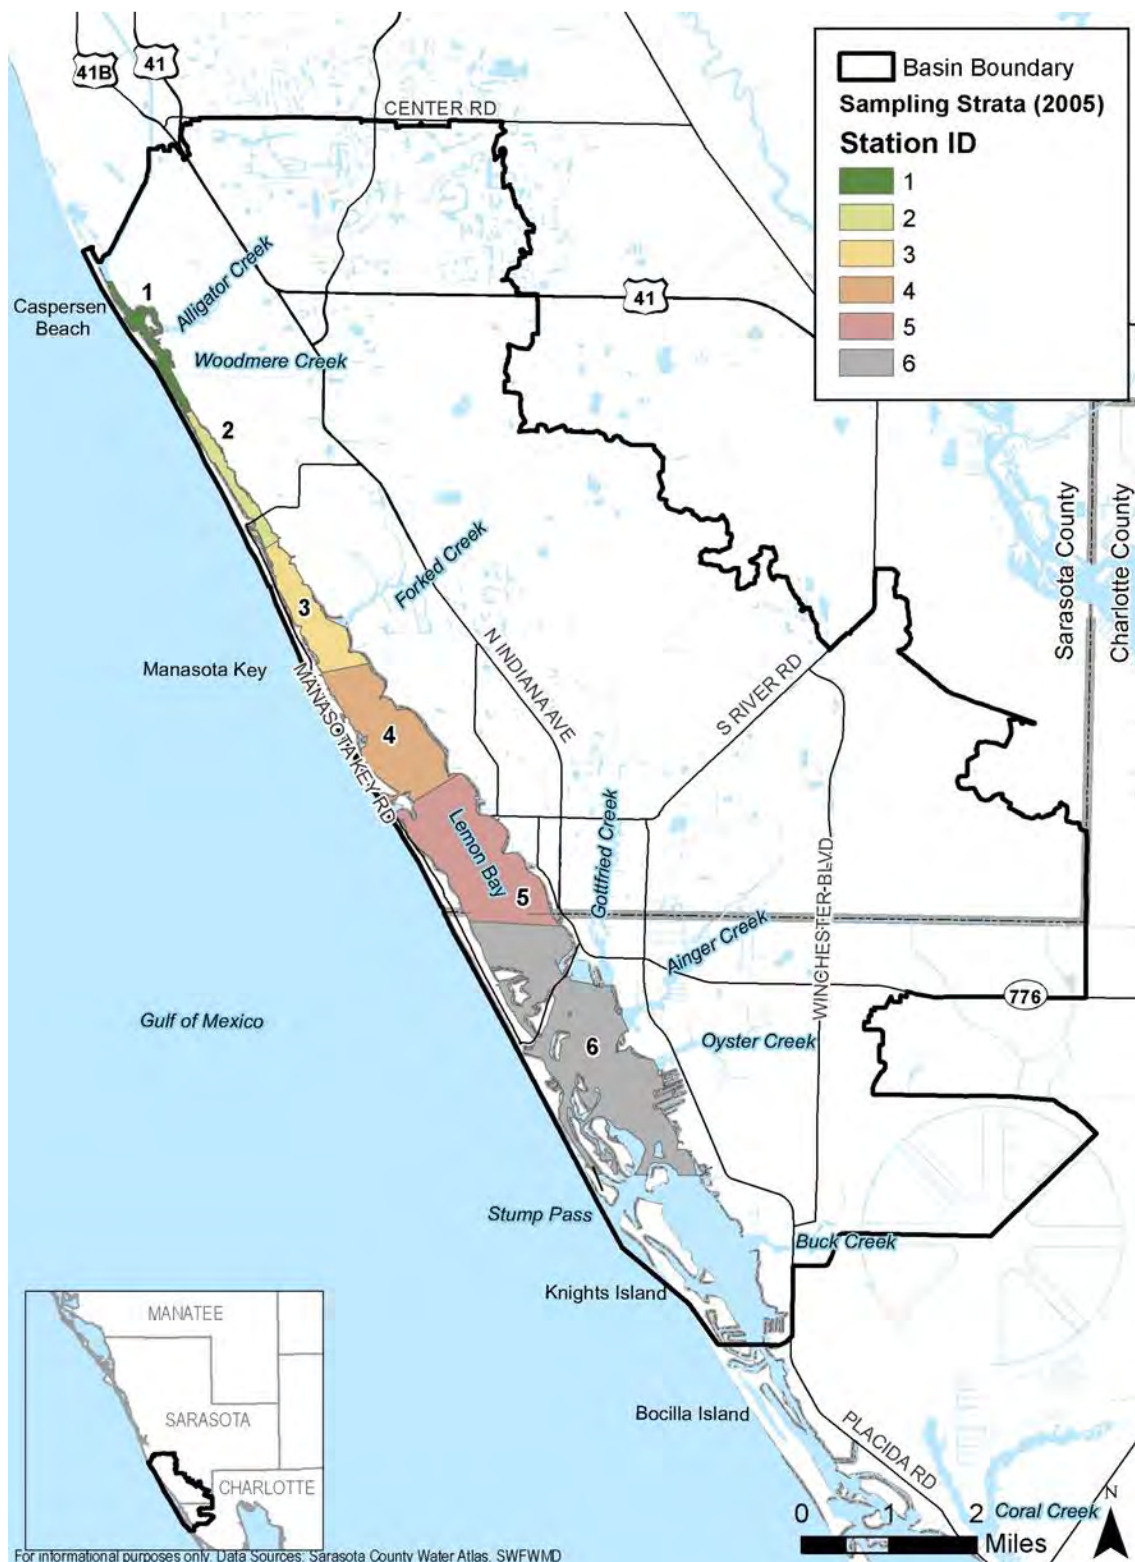 41B
41
CENTER RD
Basin Boundary
Sampling Strata (2005)
Station ID
1
2
3
4
5
6
Caspersen
Beach
1
Alligator Creek
41
Woodmere Creek
2
Sarasota County
Charlotte County
Forked Creek
3
N INDIANA AVE
Manasota Key
MANASOTA KEY RD
S RIVER RD
4
Lemon Bay
Gottfried Creek
WINCHESTER BLVD
5
Ainger Creek
776
Gulf of Mexico
6
Oyster Creek
Stump Pass
Buck Creek
Knights Island
MANATEE
SARASOTA
CHARLOTTE
Bocilla Island
PLACIDA RD
Coral Creek
N
0 1 2
Miles
For informational purposes only. Data Sources: Sarasota County Water Atlas, SWFWMD